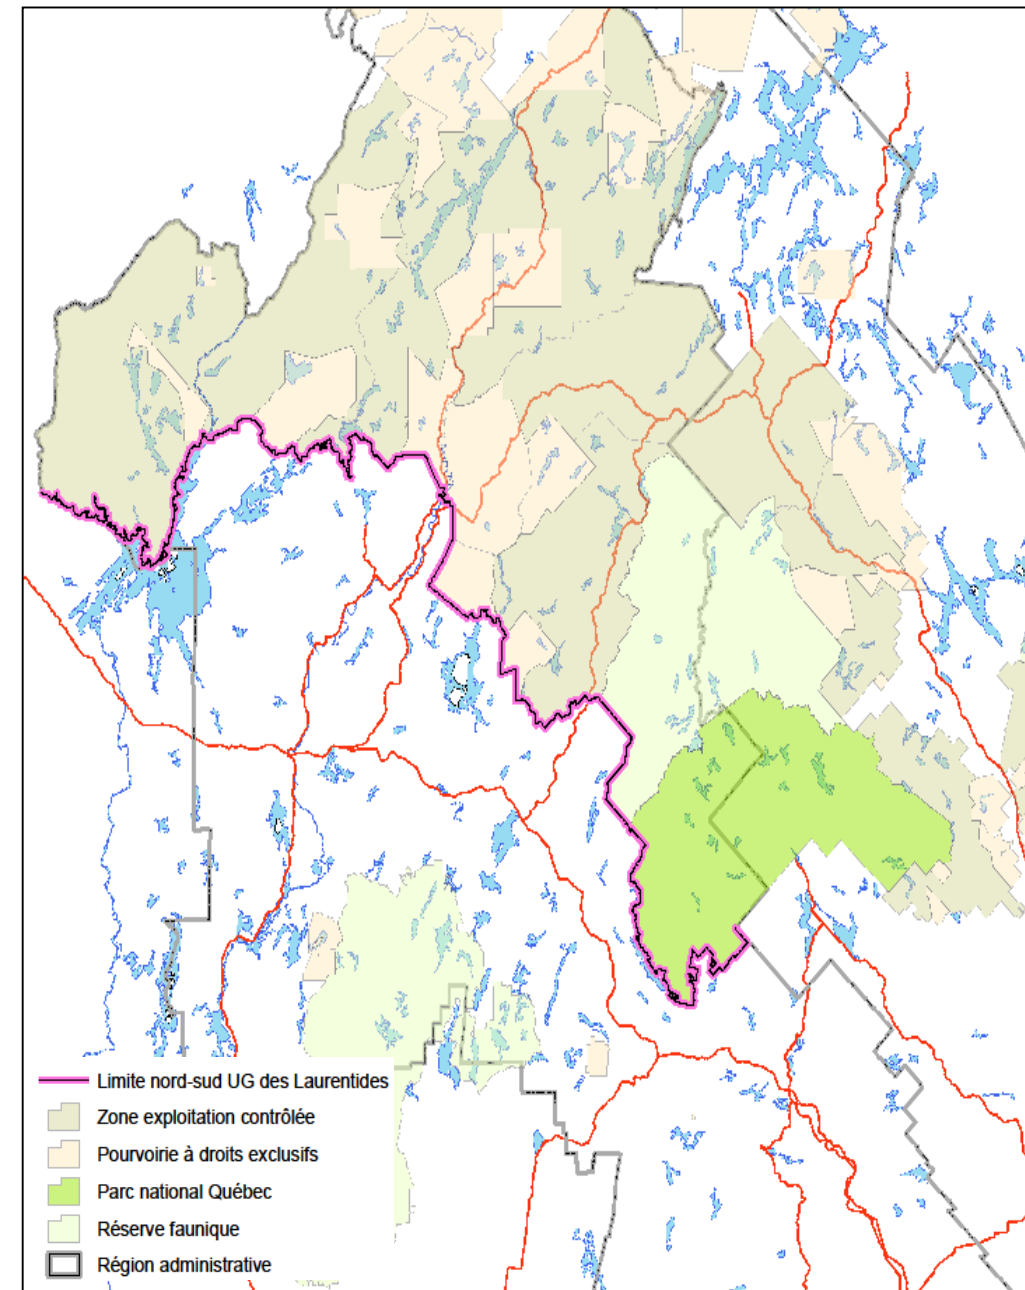 Limite nord-sud UG des Laurentides
Zone exploitation contrôlée
Pourvoirie à droits exclusifs
Parc national Québec
Réserve faunique
Région administrative